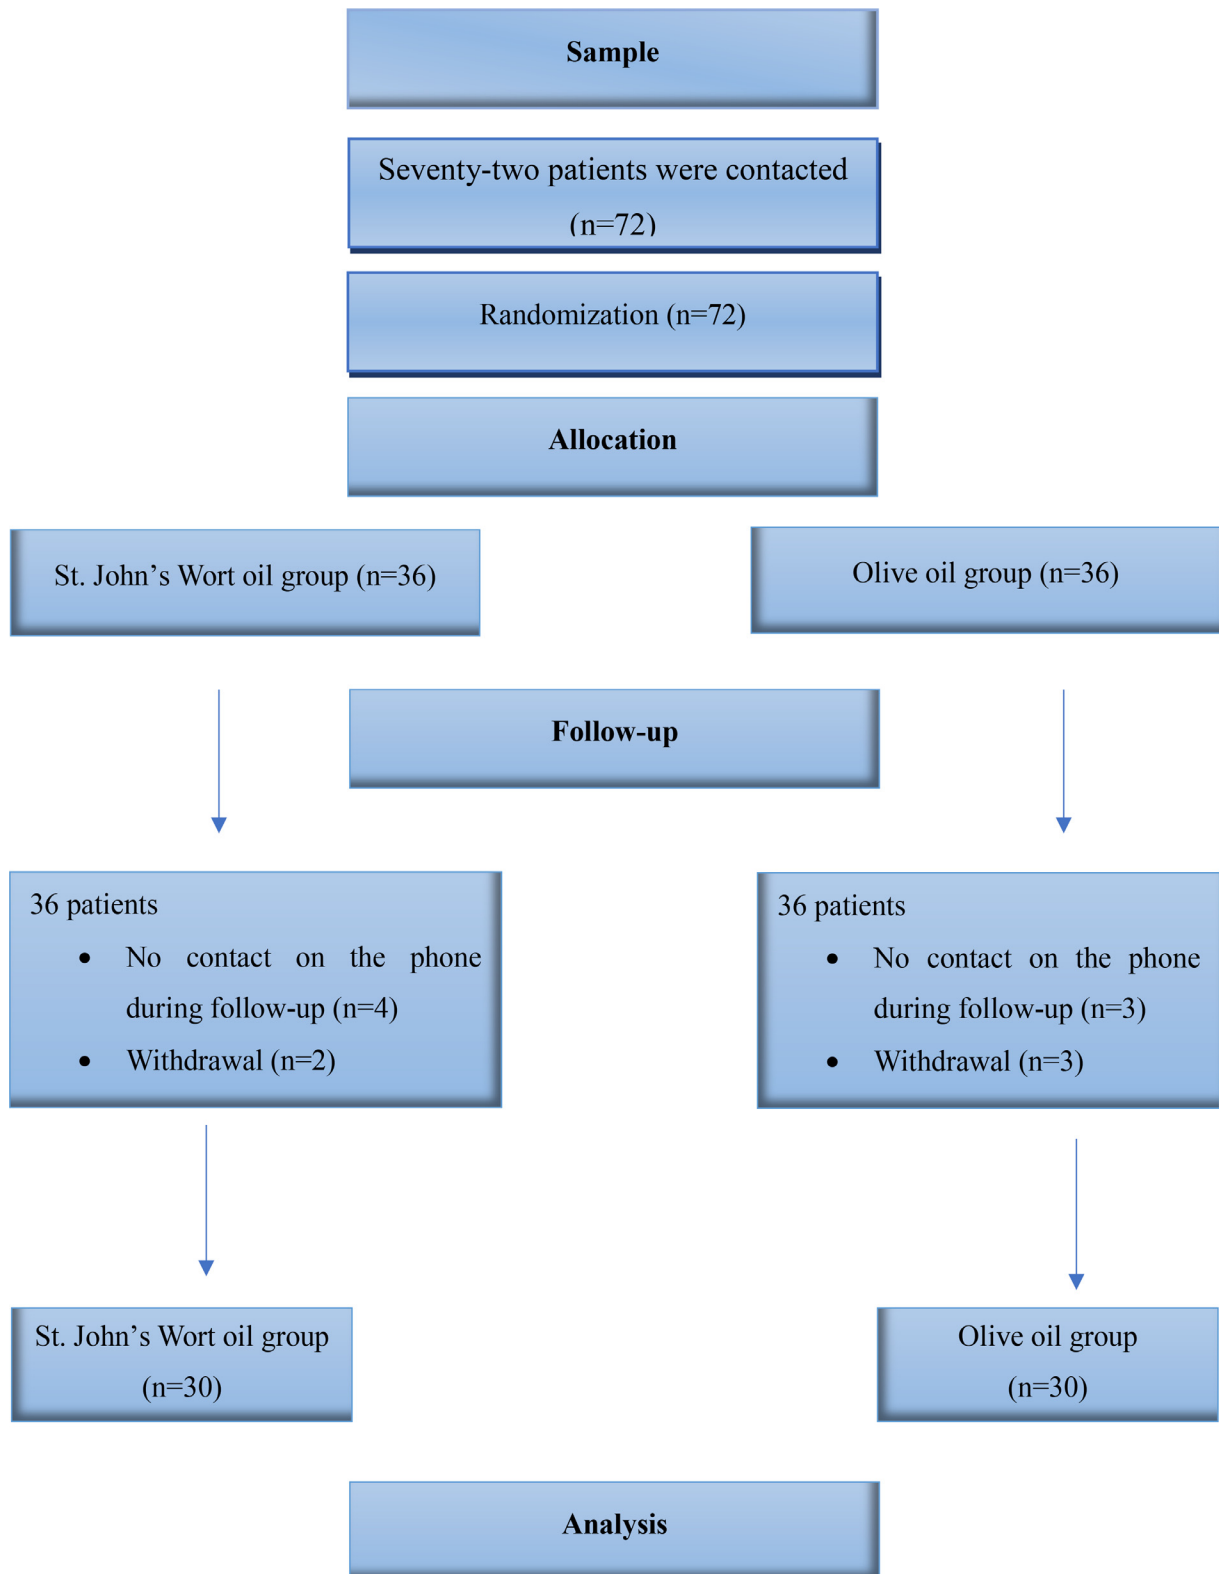 Sample
Seventy-two patients were contacted
(n=72)
Randomization (n=72)
Allocation
St. John’s Wort oil group (n=36)
Olive oil group (n=36)
Follow-up
36 patients
• No contact on the phone
during follow-up (n=4)
• Withdrawal (n=2)
36 patients
• No contact on the phone
during follow-up (n=3)
• Withdrawal (n=3)
St. John’s Wort oil group
(n=30)
Olive oil group
(n=30)
Analysis